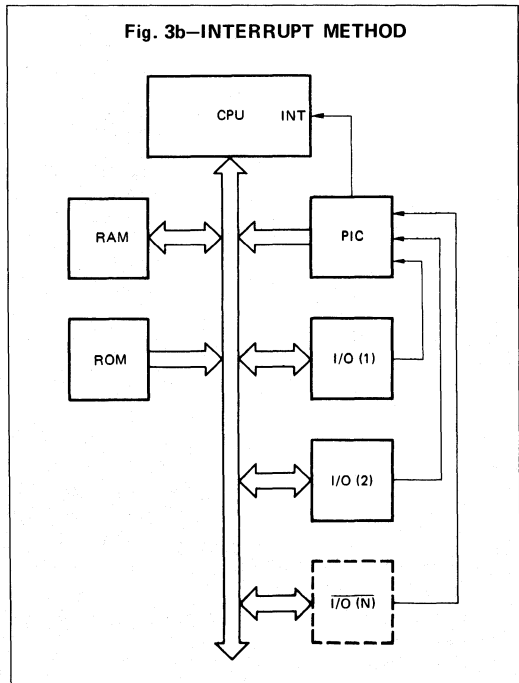 Fig. 3b—INTERRUPT METHOD
CPU INT
RAM
PIC
ROM
I/O (1)
I/O (2)
I/O (N)